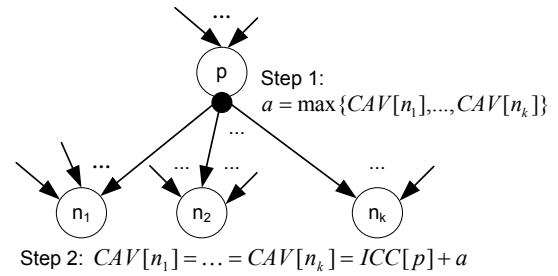 ...
p
Step 1:
a = max{CAV[n₁],...,CAV[nₖ]}
...
... ... ... ...
n₁ n₂ nₖ
Step 2: CAV[n₁] = … = CAV[nₖ] = ICC[p] + a